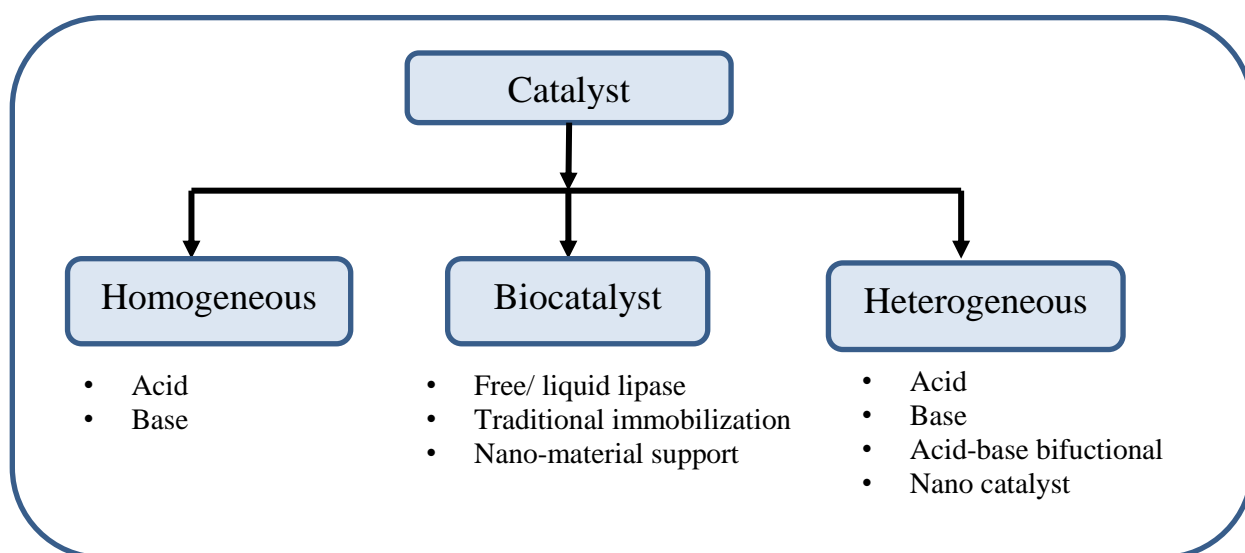 Catalyst
Homogeneous
Biocatalyst
Heterogeneous
• Acid
• Base
• Free/ liquid lipase
• Traditional immobilization
• Nano-material support
• Acid
• Base
• Acid-base bifuctional
• Nano catalyst